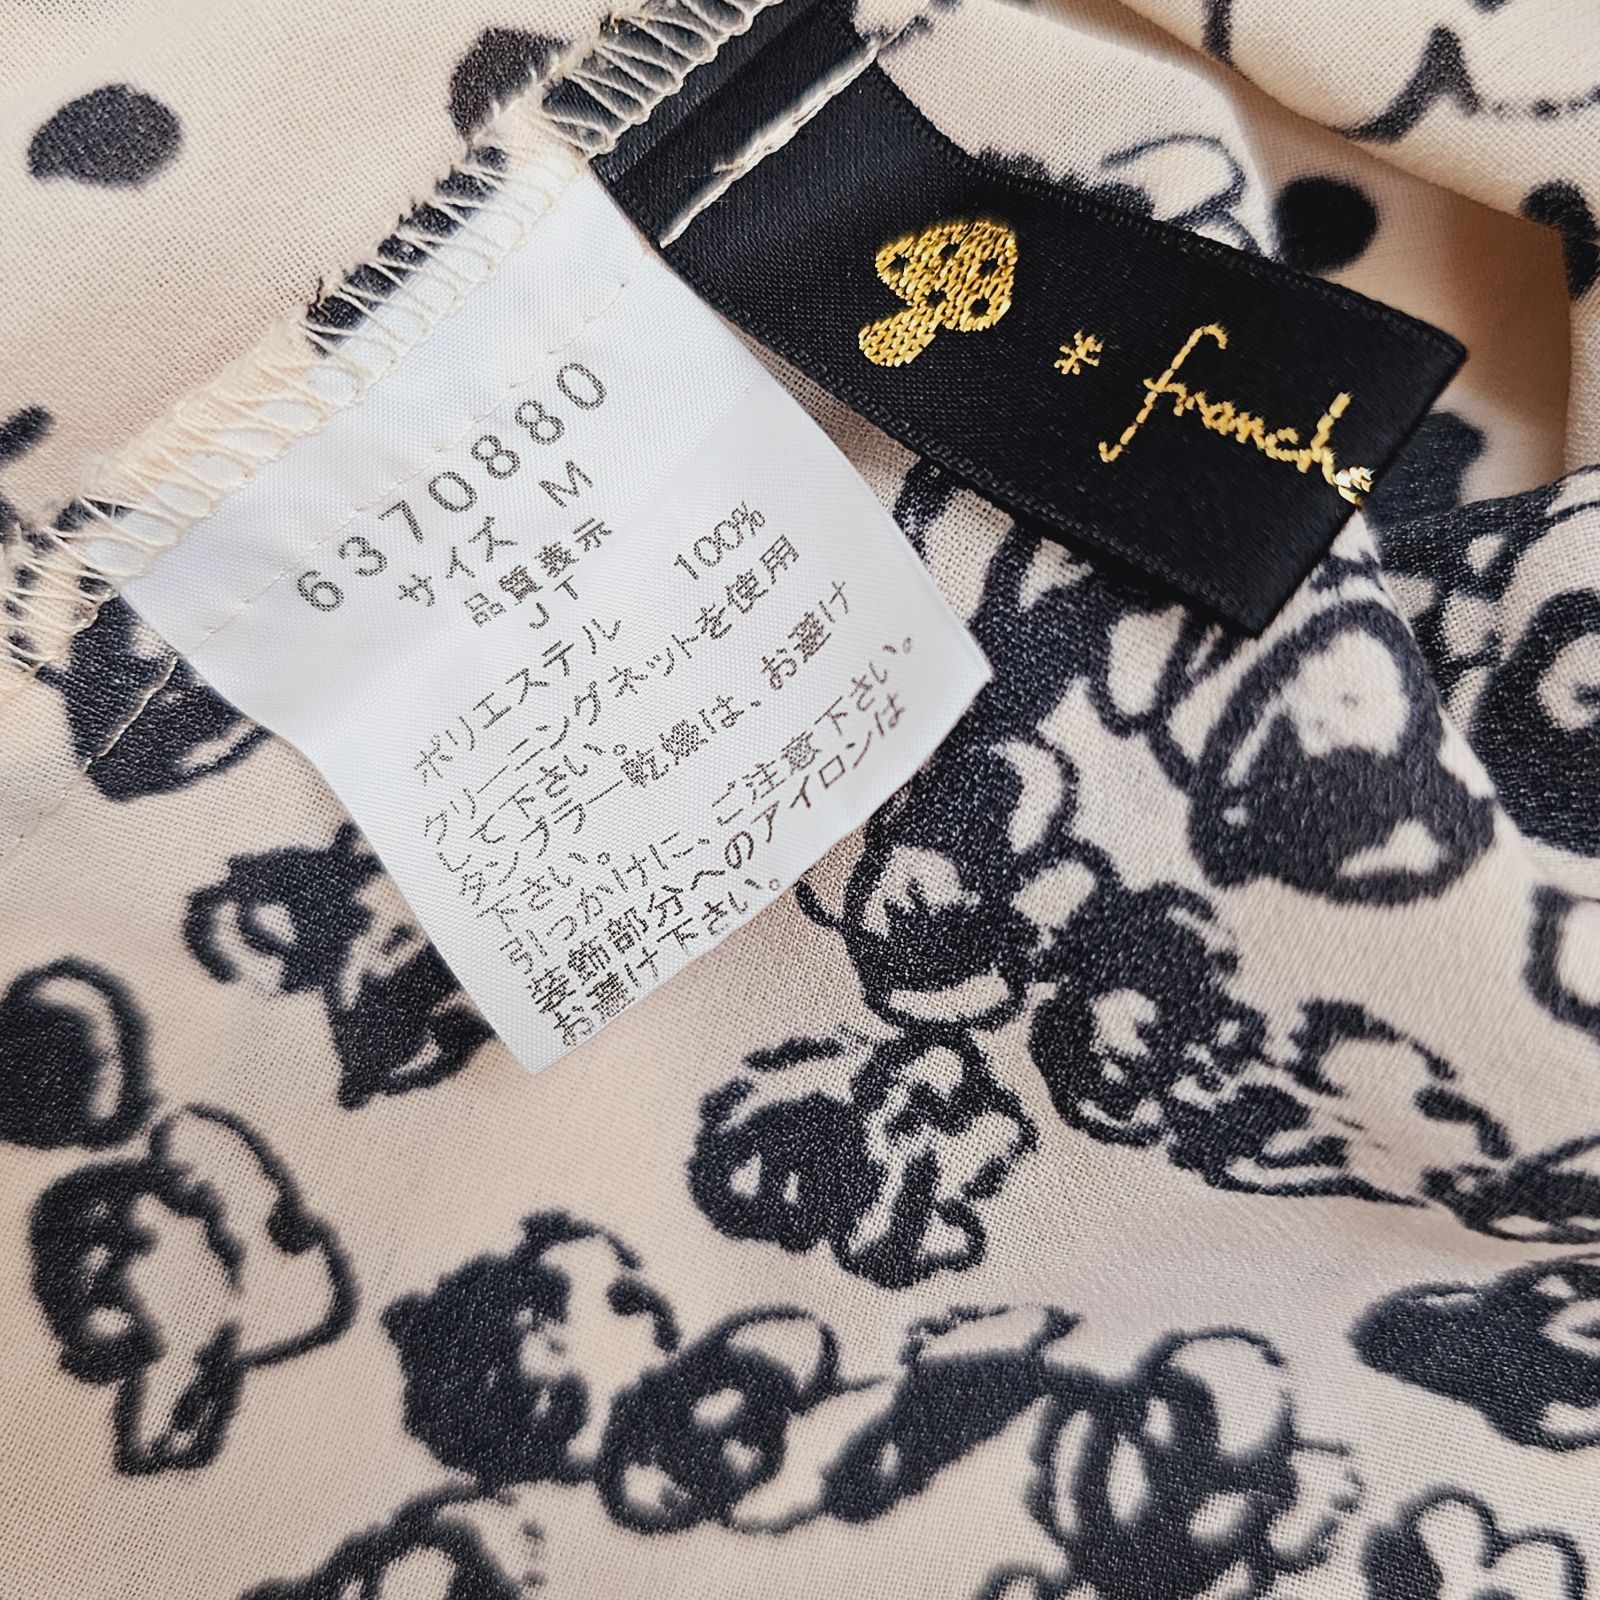 6370880
サイズ M
品質表示
JT
ポリエステル 100%
クリーニングネットを使用
して下さい。
タンブラー乾燥は、お避け
下さい。
引っかけに、ご注意下さい。
装飾部分へのアイロンは
お避け下さい。
* franch